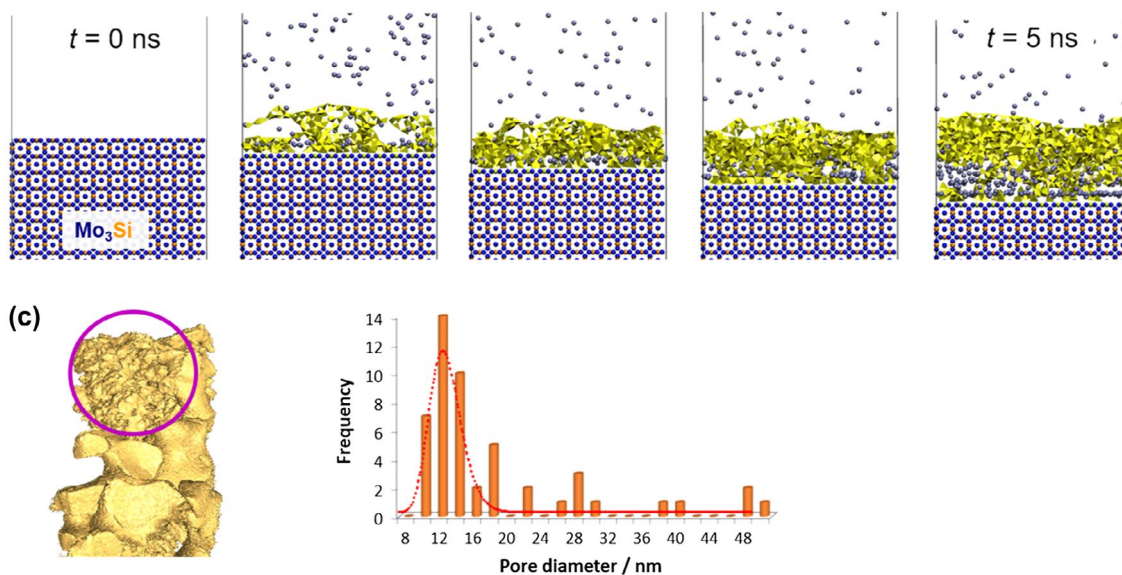 t = 0 ns
t = 5 ns
Mo₃Si
(c)
14
12
10
8
6
4
2
0
Frequency
8 12 16 20 24 28 32 36 40 44 48
Pore diameter / nm